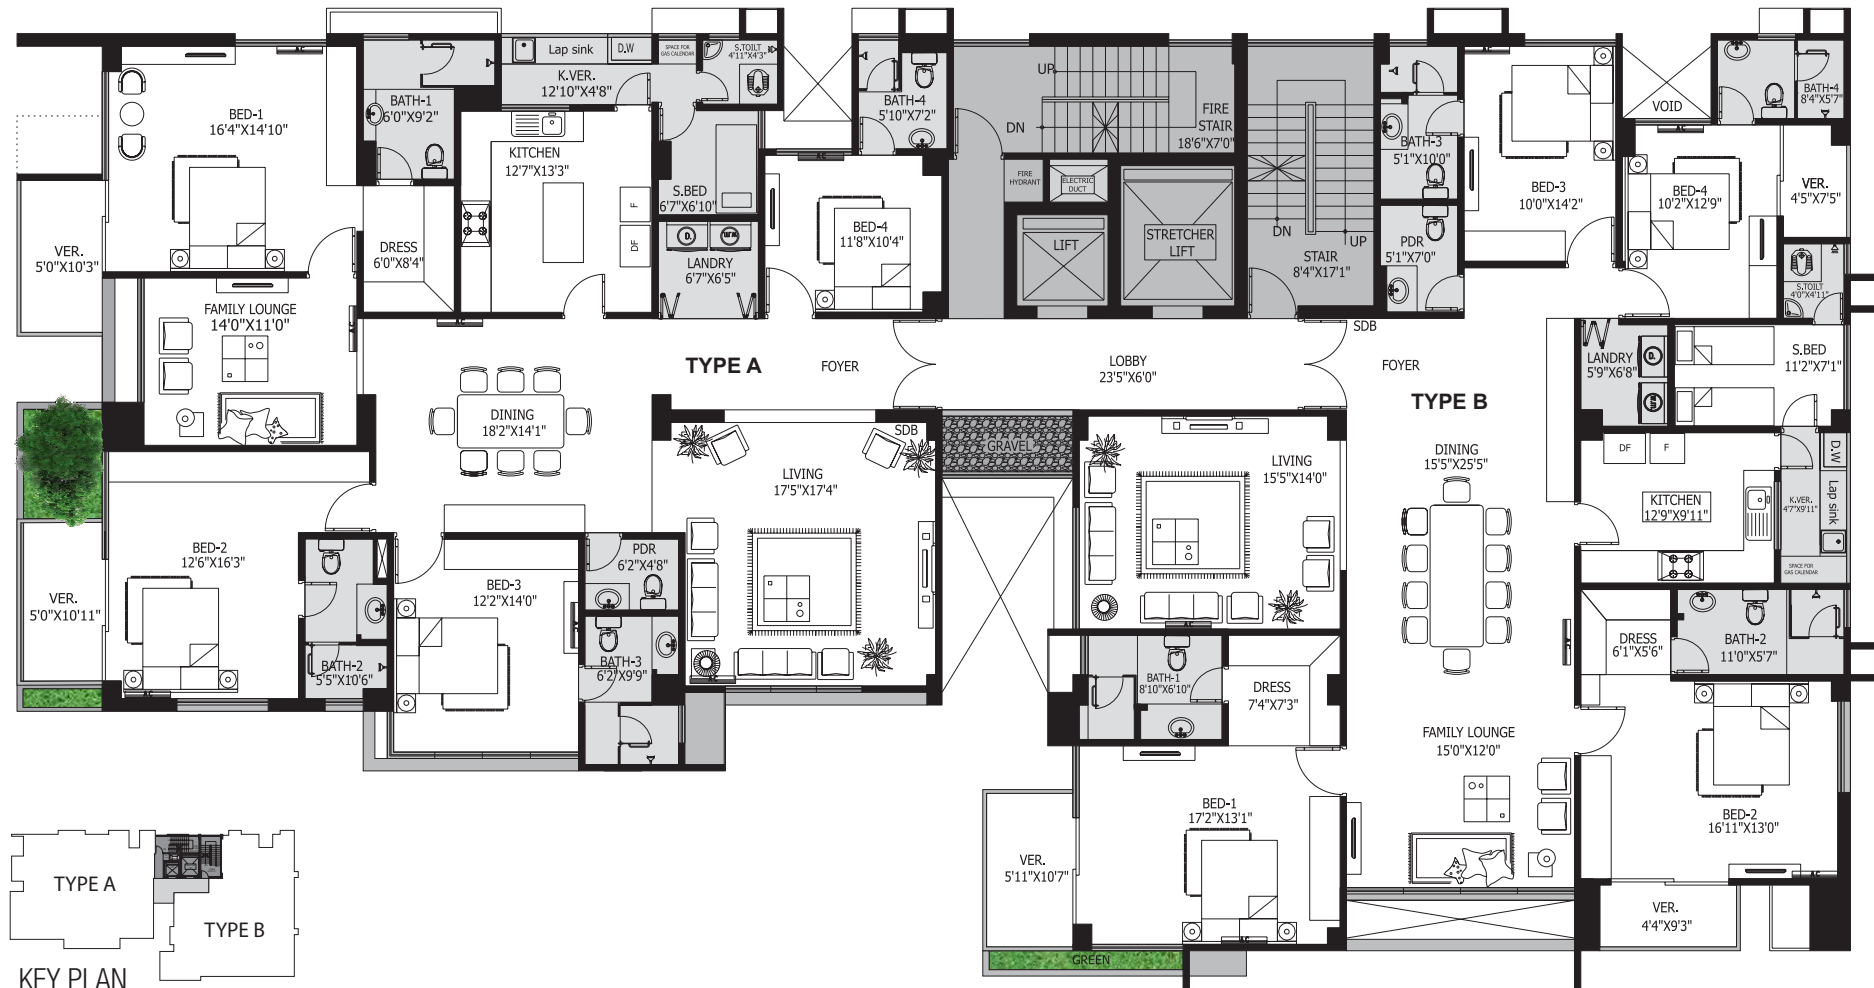 BED-1
16'4"X14'10"
BATH-1
6'0"X9'2"
Lap sink
D.W
K.VER.
12'10"X4'8"
SPACE FOR
GAS CALENDAR
S.TOILT
4'11"X4'3"
BATH-4
5'10"X7'2"
KITCHEN
12'7"X13'3"
F
DF
S.BED
6'7"X6'10"
D.
W.M.
LANDRY
6'7"X6'5"
BED-4
11'8"X10'4"
VER.
5'0"X10'3"
DRESS
6'0"X8'4"
FAMILY LOUNGE
14'0"X11'0"
TYPE A
FOYER
DINING
18'2"X14'1"
SDB
LIVING
17'5"X17'4"
BED-2
12'6"X16'3"
VER.
5'0"X10'11"
BATH-2
5'5"X10'6"
BED-3
12'2"X14'0"
PDR
6'2"X4'8"
BATH-3
6'2"X9'9"
UP
DN
FIRE
STAIR
18'6"X7'0"
FIRE
HYDRANT
ELECTRIC
DUCT
LIFT
STRETCHER
LIFT
DN
UP
STAIR
8'4"X17'1"
LOBBY
23'5"X6'0"
GRAVEL
BATH-3
5'1"X10'0"
PDR
5'1"X7'0"
BED-3
10'0"X14'2"
VOID
BATH-4
8'4"X5'7"
BED-4
10'2"X12'9"
VER.
4'5"X7'5"
S.TOILT
4'0"X4'11"
SDB
FOYER
TYPE B
LANDRY
5'9"X6'8"
D.
W.M.
S.BED
11'2"X7'1"
LIVING
15'5"X14'0"
DINING
15'5"X25'5"
DF
F
KITCHEN
12'9"X9'11"
D.W
Lap sink
K.VER.
4'7"X9'11"
SPACE FOR
GAS CALENDAR
BATH-1
8'10"X6'10"
DRESS
7'4"X7'3"
DRESS
6'1"X5'6"
BATH-2
11'0"X5'7"
FAMILY LOUNGE
15'0"X12'0"
BED-1
17'2"X13'1"
BED-2
16'11"X13'0"
VER.
5'11"X10'7"
VER.
4'4"X9'3"
GREEN
TYPE A
TYPE B
KEY PLAN